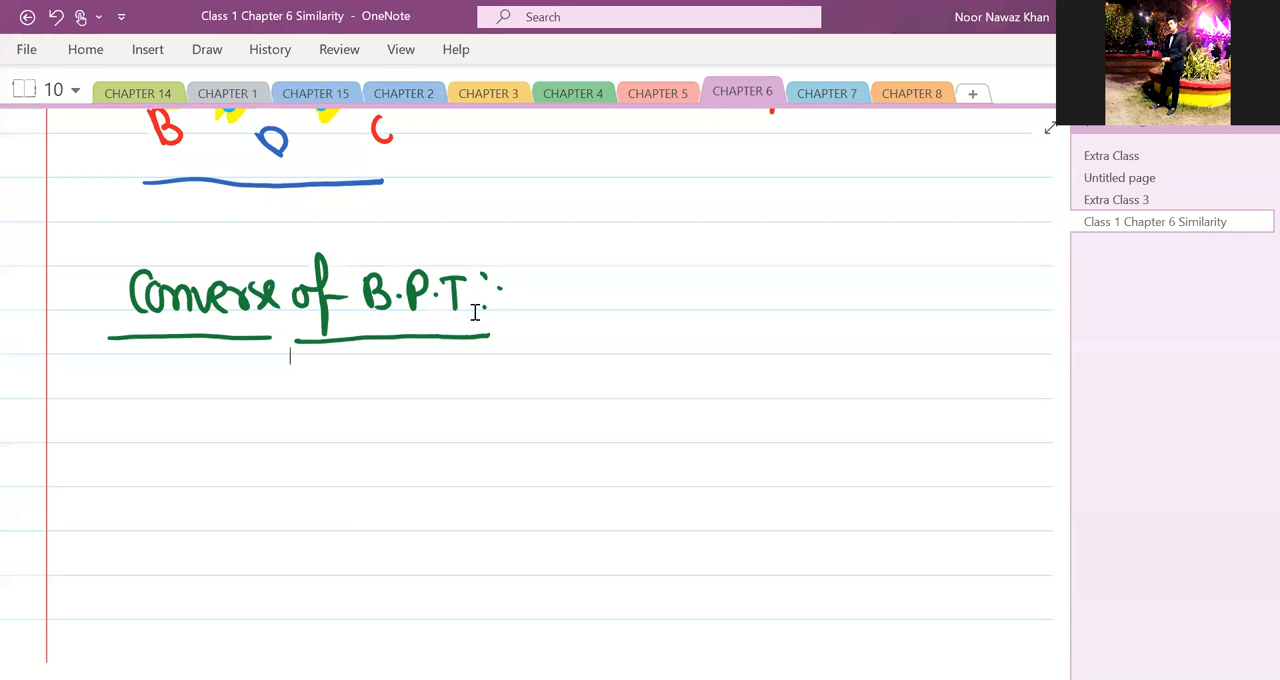 Class 1 Chapter 6 Similarity - OneNote
Search
Noor Nawaz Khan
File Home Insert Draw History Review View Help
10 CHAPTER 14 CHAPTER 1 CHAPTER 15 CHAPTER 2 CHAPTER 3 CHAPTER 4 CHAPTER 5 CHAPTER 6 CHAPTER 7 CHAPTER 8 +
Extra Class
Untitled page
Extra Class 3
Class 1 Chapter 6 Similarity
B D C
Converse of B.P.T :-